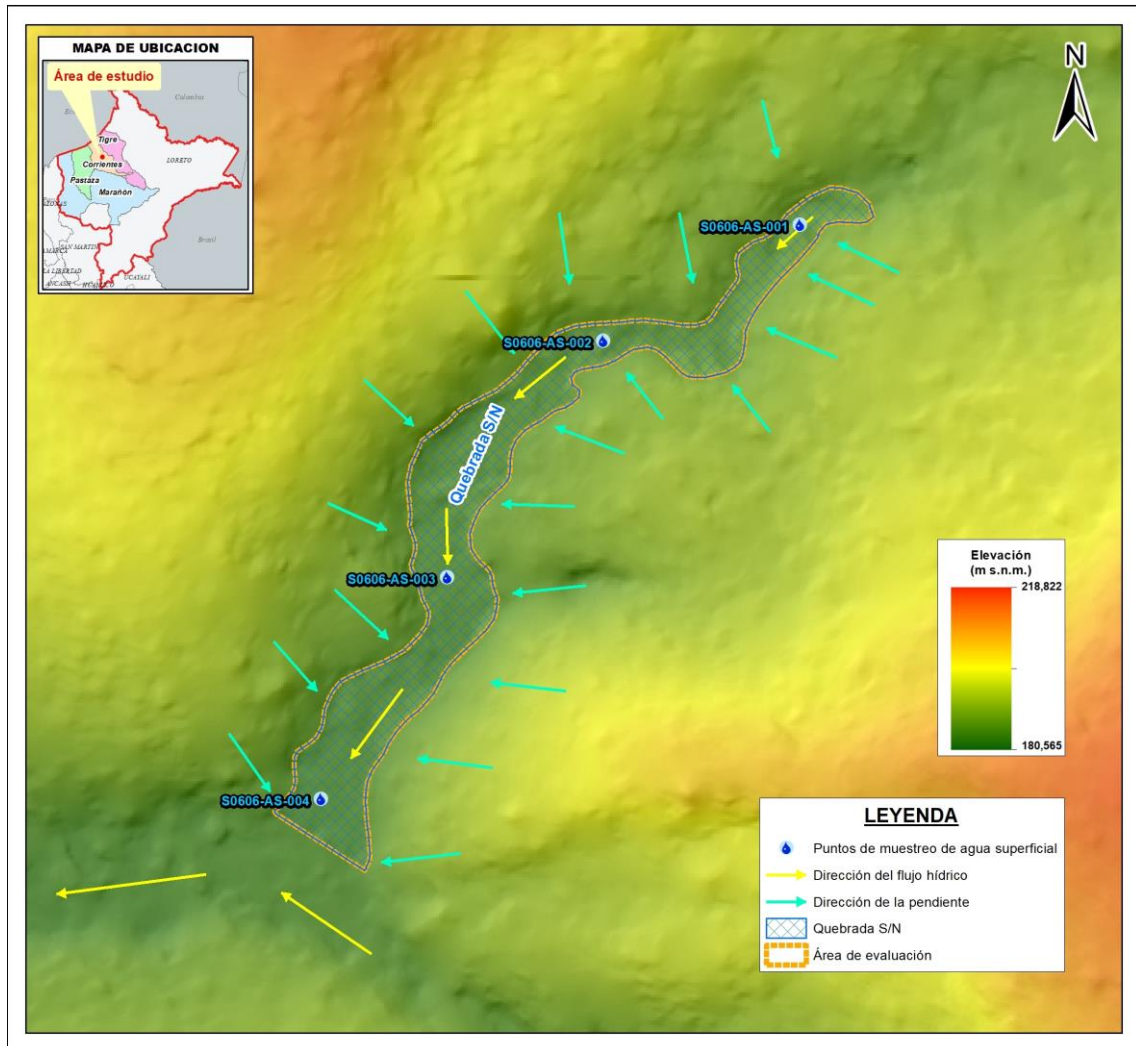 MAPA DE UBICACION
Área de estudio
Colombia
Tigre
LORETO
Corrientes
Pastaza
Marañón
Brasil
SAN MARTIN
LA LIBERTAD
UCAYALI
N
S0606-AS-001
S0606-AS-002
Quebrada S/N
S0606-AS-003
S0606-AS-004
Elevación
(m s.n.m.)
218,822
180,565
LEYENDA
Puntos de muestreo de agua superficial
Dirección del flujo hídrico
Dirección de la pendiente
Quebrada S/N
Área de evaluación